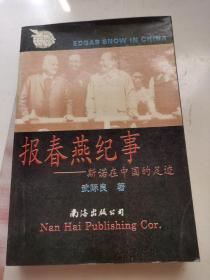 EDGAR SNOW IN CHINA
报春燕纪事
——斯诺在中国的足迹
武际良 著
南海出版公司
Nan Hai Publishing Cor.